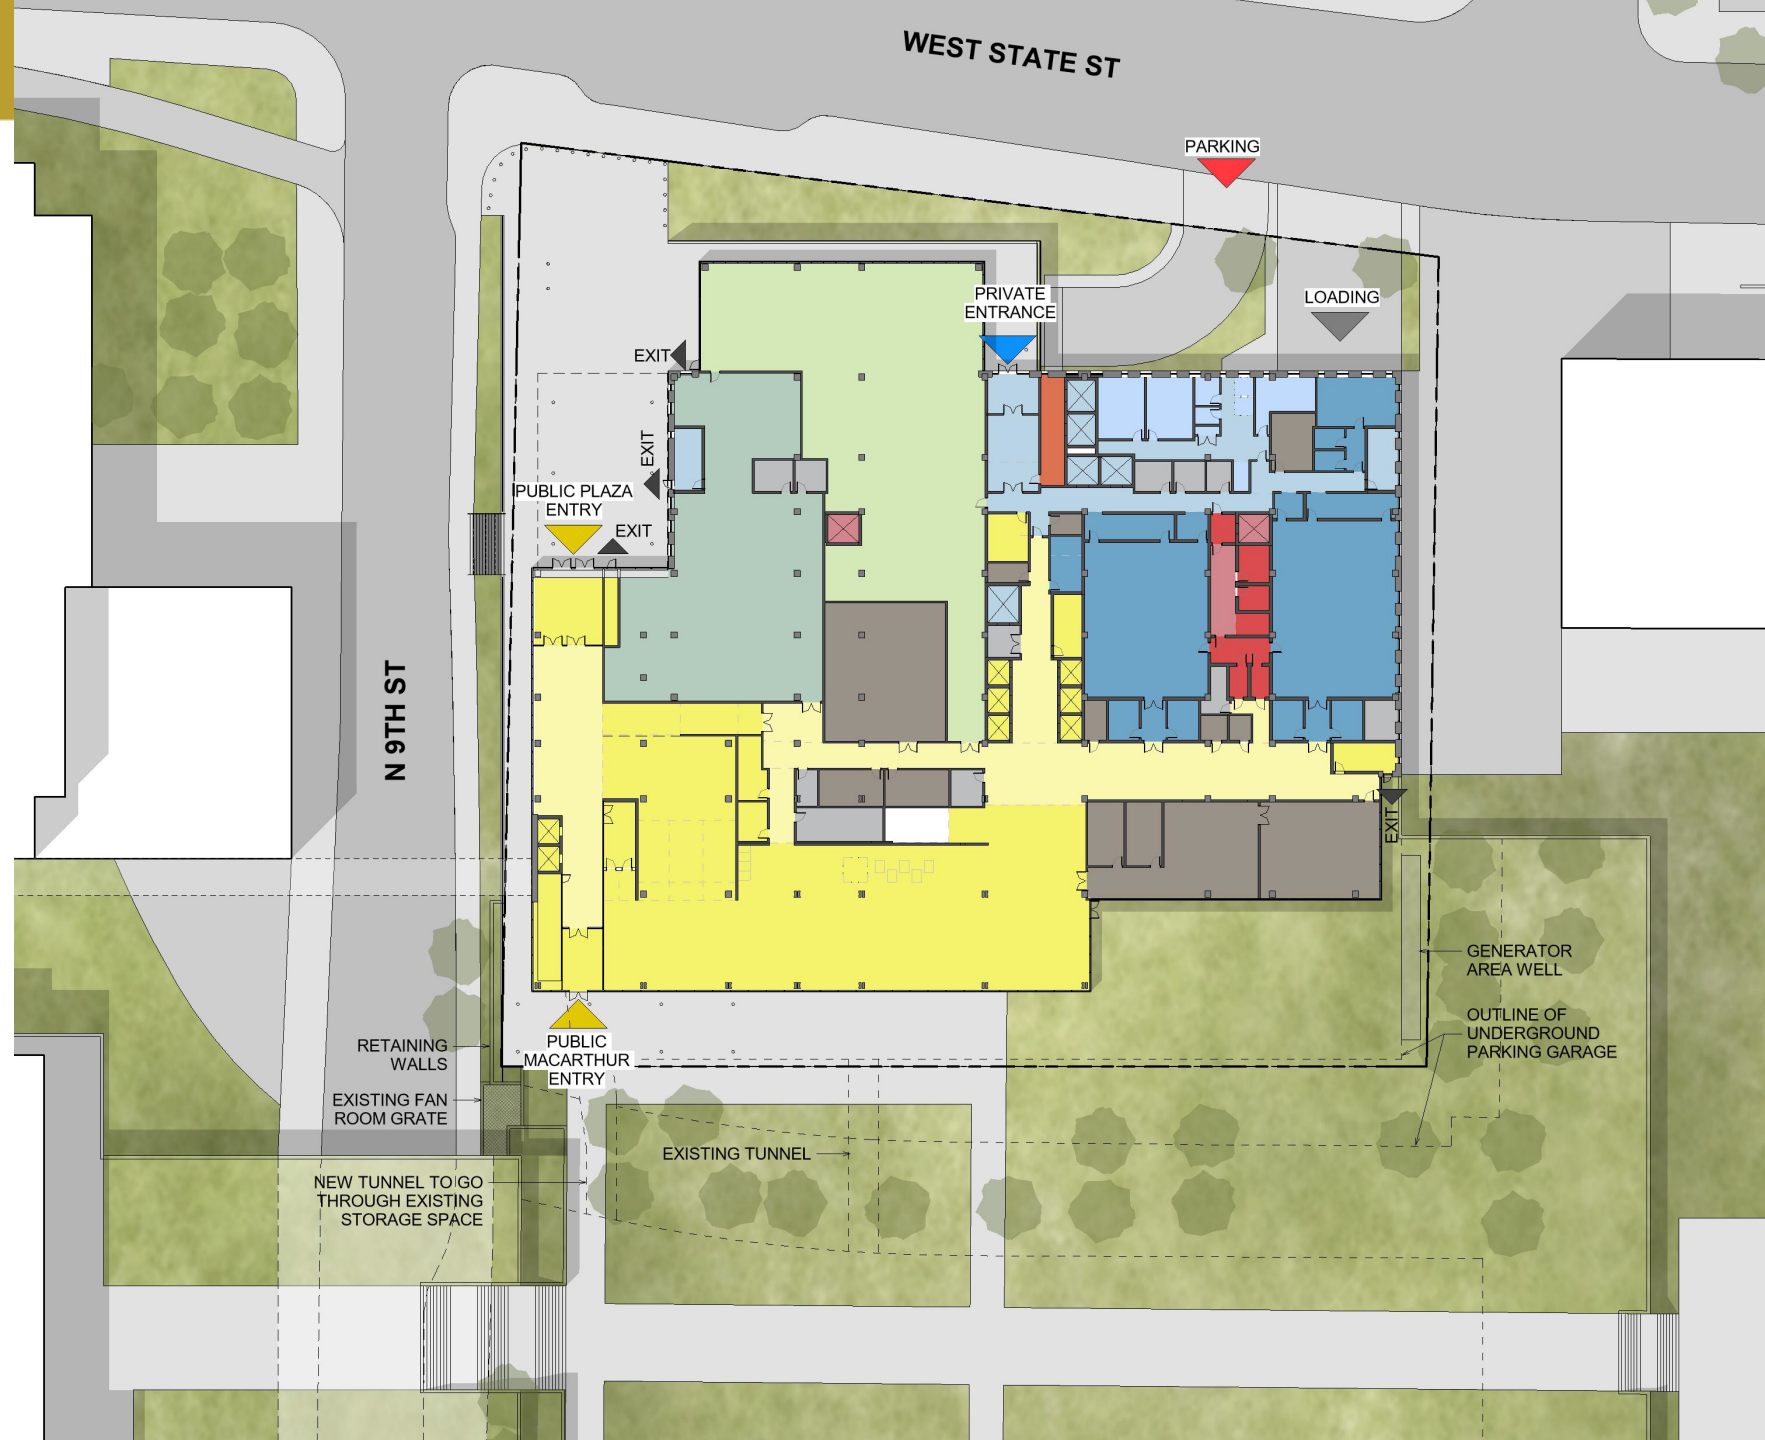 WEST STATE ST
PARKING
PRIVATE
ENTRANCE
LOADING
EXIT
EXIT
PUBLIC PLAZA
ENTRY
EXIT
N 9TH ST
EXIT
GENERATOR
AREA WELL
OUTLINE OF
UNDERGROUND
PARKING GARAGE
RETAINING
WALLS
PUBLIC
MACARTHUR
ENTRY
EXISTING FAN
ROOM GRATE
EXISTING TUNNEL
NEW TUNNEL TO GO
THROUGH EXISTING
STORAGE SPACE